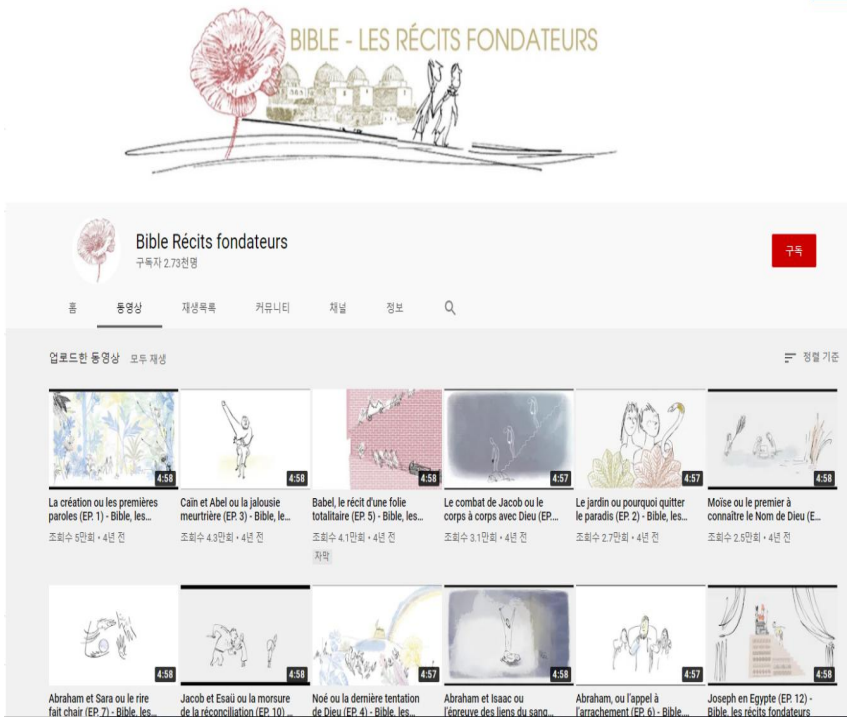 BIBLE - LES RÉCITS FONDATEURS
Bible Récits fondateurs
구독자 2.73천명
구독
홈 동영상 재생목록 커뮤니티 채널 정보
업로드한 동영상 모두 재생 정렬 기준
4:58 4:58 4:58 4:57 4:57 4:58
La création ou les premières
paroles (EP. 1) - Bible, les...
조회수 5만회 • 4년 전
Caïn et Abel ou la jalousie
meurtrière (EP. 3) - Bible, le...
조회수 4.3만회 • 4년 전
Babel, le récit d'une folie
totalitaire (EP. 5) - Bible, les...
조회수 4.1만회 • 4년 전
자막
Le combat de Jacob ou le
corps à corps avec Dieu (EP....
조회수 3.1만회 • 4년 전
Le jardin ou pourquoi quitter
le paradis (EP. 2) - Bible, les...
조회수 2.7만회 • 4년 전
Moïse ou le premier à
connaître le Nom de Dieu (E...
조회수 2.5만회 • 4년 전
4:58 4:58 4:57 4:58 4:57 4:58
Abraham et Sara ou le rire
fait chair (EP. 7) - Bible, les...
Jacob et Esaü ou la morsure
de la réconciliation (EP. 10) ...
Noé ou la dernière tentation
de Dieu (EP. 4) - Bible, les...
Abraham et Isaac ou
l'épreuve des liens du sang...
Abraham, ou l'appel à
l'arrachement (EP. 6) - Bible,...
Joseph en Egypte (EP. 12) -
Bible, les récits fondateurs